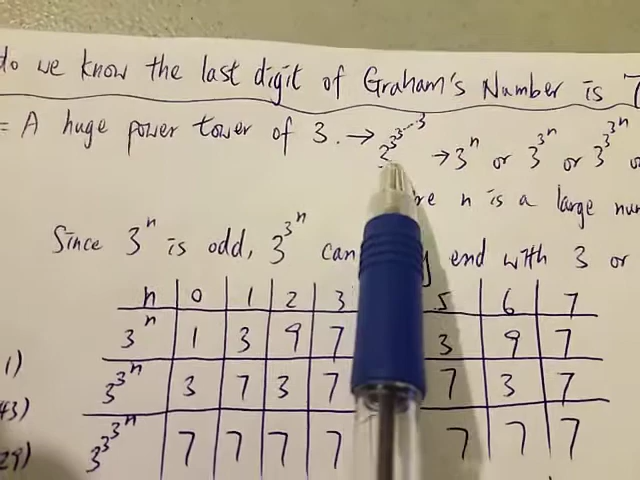 do we know the last digit of Graham's Number is 7
= A huge power tower of 3. → 3^3^3^...^3 → 3^n or 3^3^n or 3^3^3^n or
n is a large num
Since 3^n is odd, 3^3^n can end with 3 or
n 0 1 2 3 5 6 7
3^n 1 3 9 7 3 9 7
1) 3^3^n 3 7 3 7 7 3 7
43)
3^3^3^n 7 7 7 7 7 7 7
29)